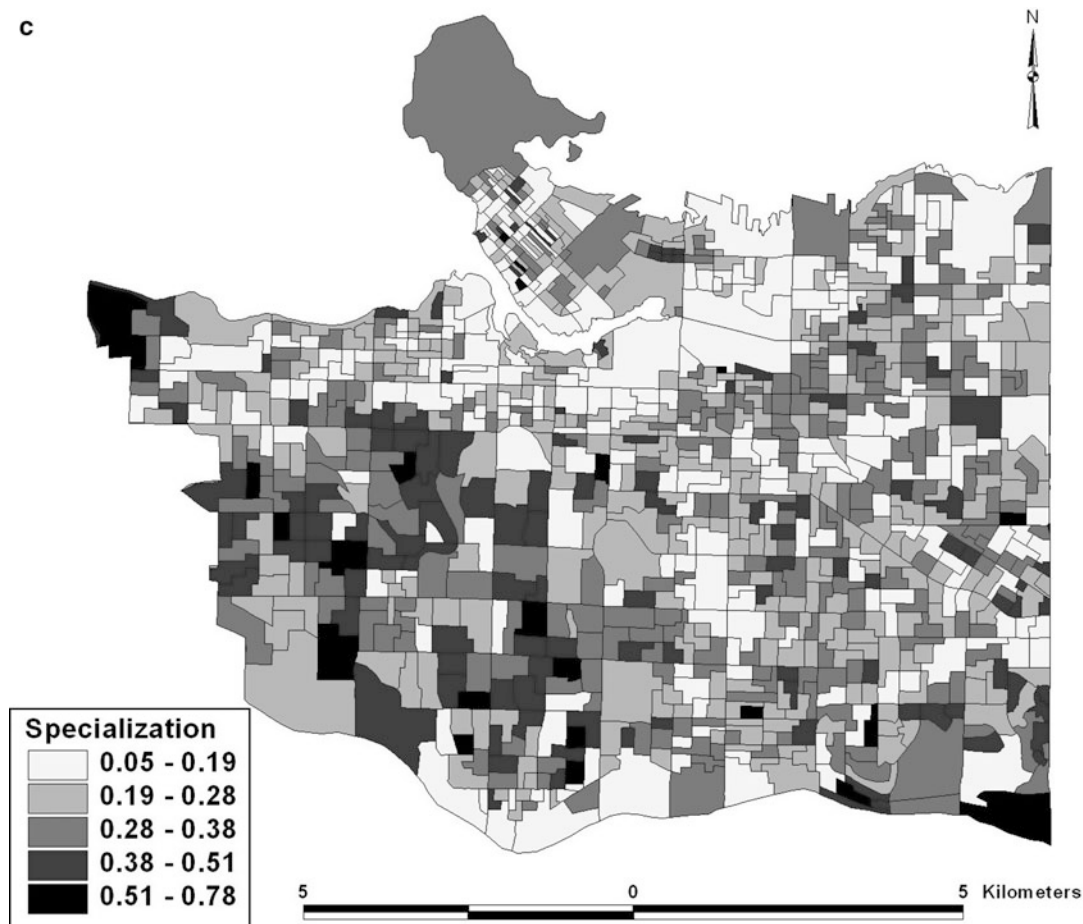 c
N
Specialization
0.05 - 0.19
0.19 - 0.28
0.28 - 0.38
0.38 - 0.51
0.51 - 0.78
5 0 5 Kilometers